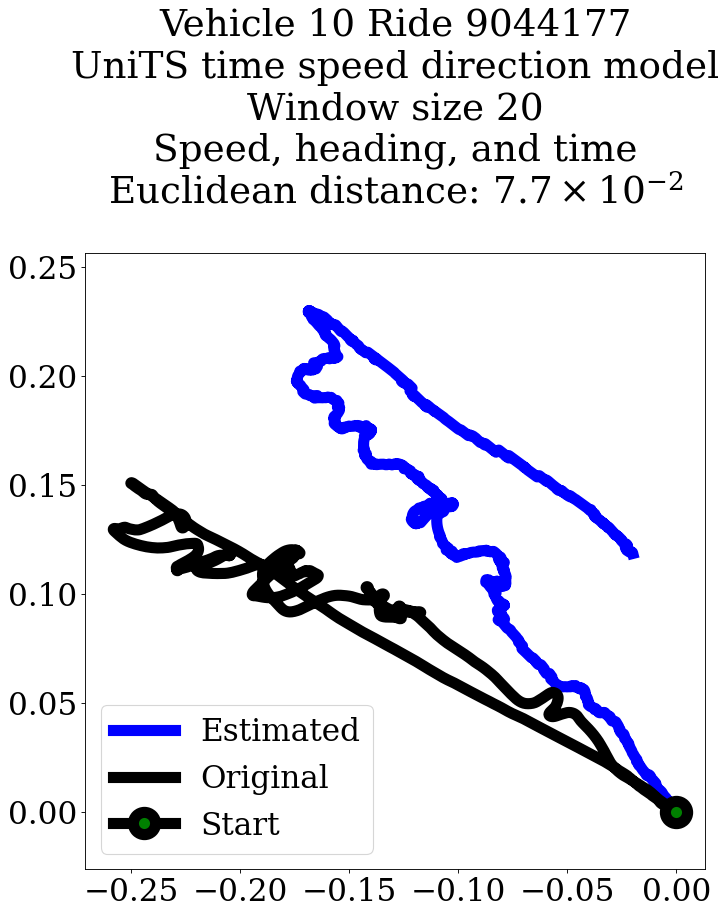 Vehicle 10 Ride 9044177
UniTS time speed direction model
Window size 20
Speed, heading, and time
Euclidean distance: 7.7 × 10⁻²
0.25
0.20
0.15
0.10
0.05
0.00
Estimated
Original
Start
−0.25 −0.20 −0.15 −0.10 −0.05 0.00